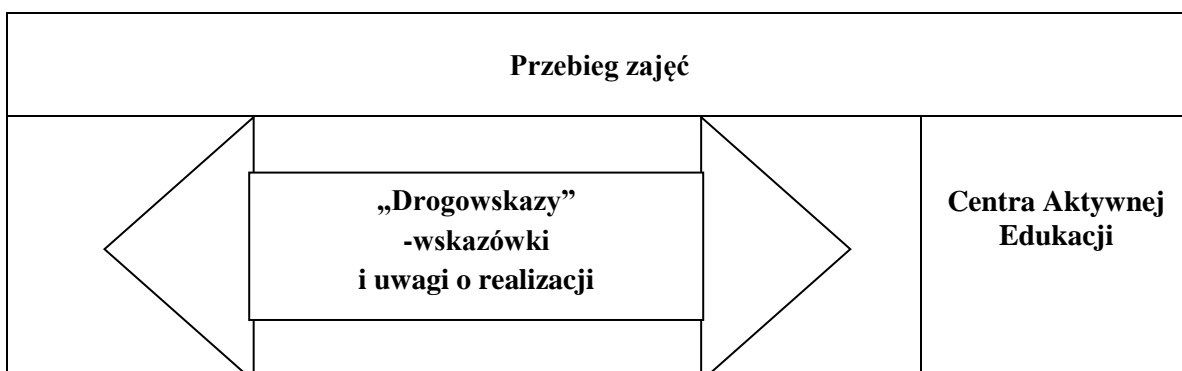 Przebieg zajęć
„Drogowskazy”
-wskazówki
i uwagi o realizacji
Centra Aktywnej
Edukacji